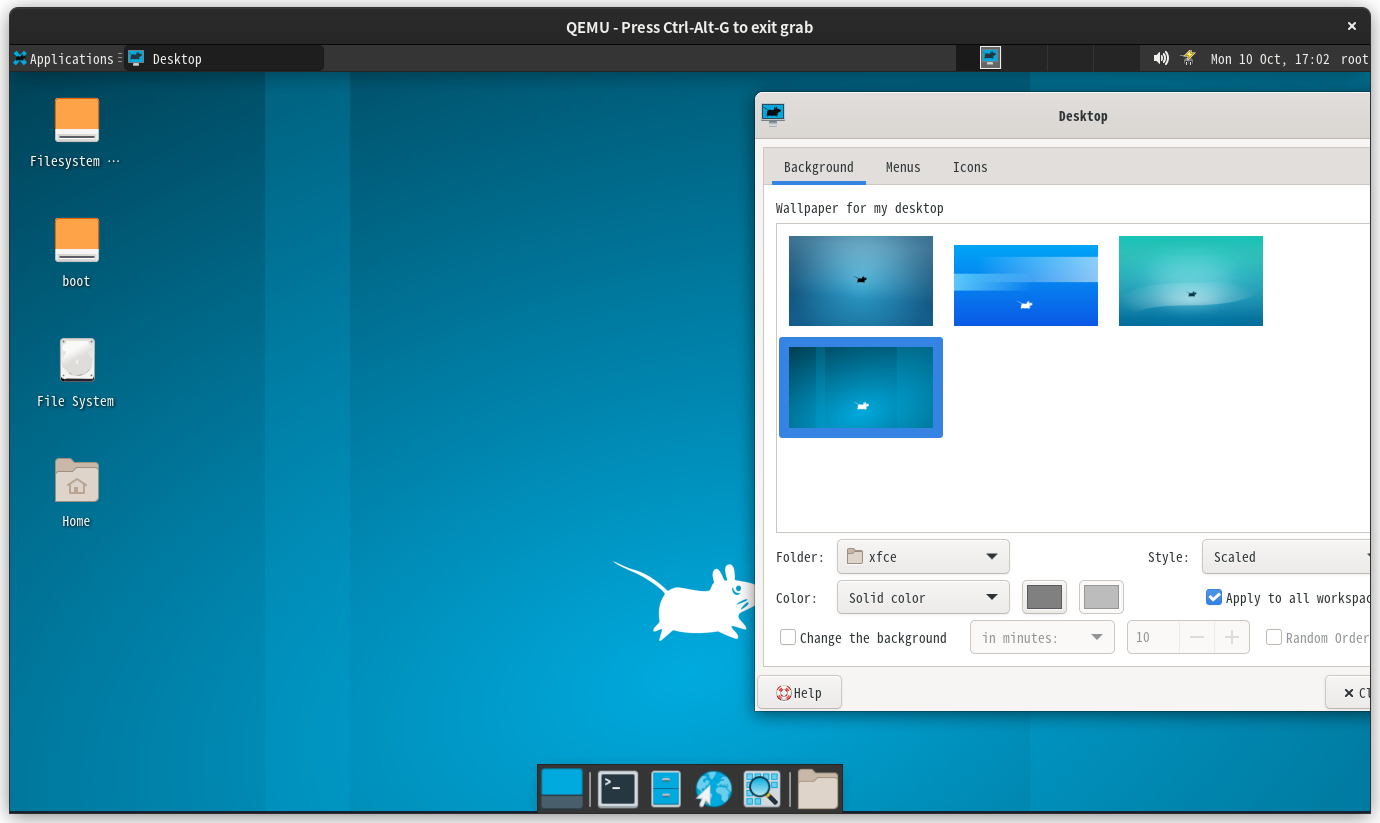 QEMU - Press Ctrl-Alt-G to exit grab
Applications
Desktop
Mon 10 Oct, 17:02
root
Filesystem ···
boot
File System
Home
Desktop
Background
Menus
Icons
Wallpaper for my desktop
Folder:
xfce
Style:
Scaled
Color:
Solid color
Apply to all workspac
Change the background
in minutes:
10
Random Order
Help
Cl
>_